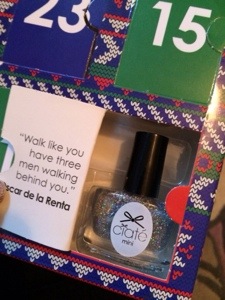 23
15
“Walk like you
have three
men walking
behind you.”
scar de la Renta
ciaté
mini